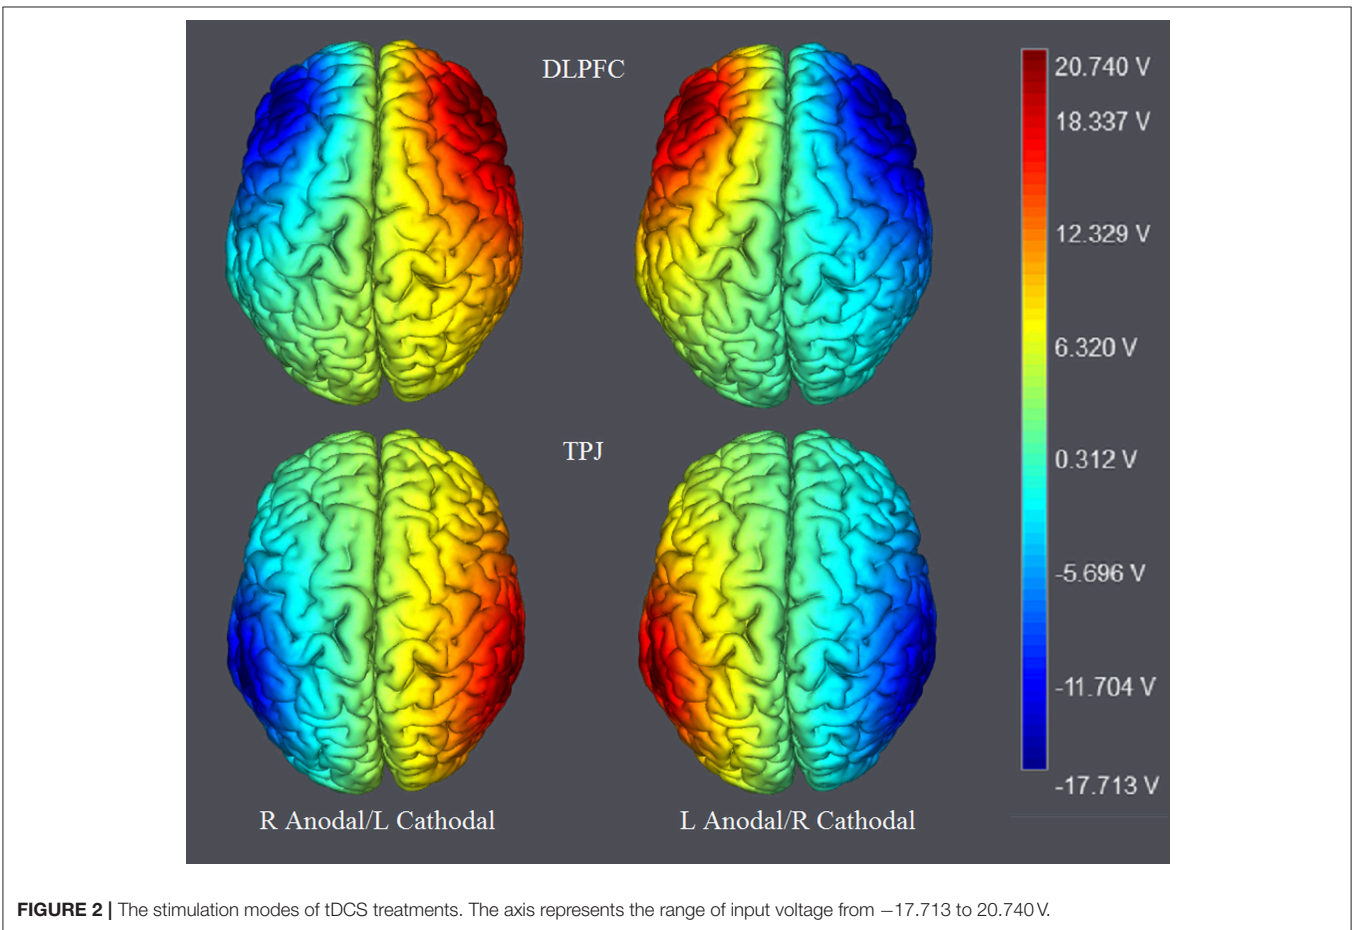 DLPFC
20.740 V
18.337 V
12.329 V
6.320 V
TPJ
0.312 V
-5.696 V
-11.704 V
-17.713 V
R Anodal/L Cathodal
L Anodal/R Cathodal
FIGURE 2 | The stimulation modes of tDCS treatments. The axis represents the range of input voltage from −17.713 to 20.740 V.